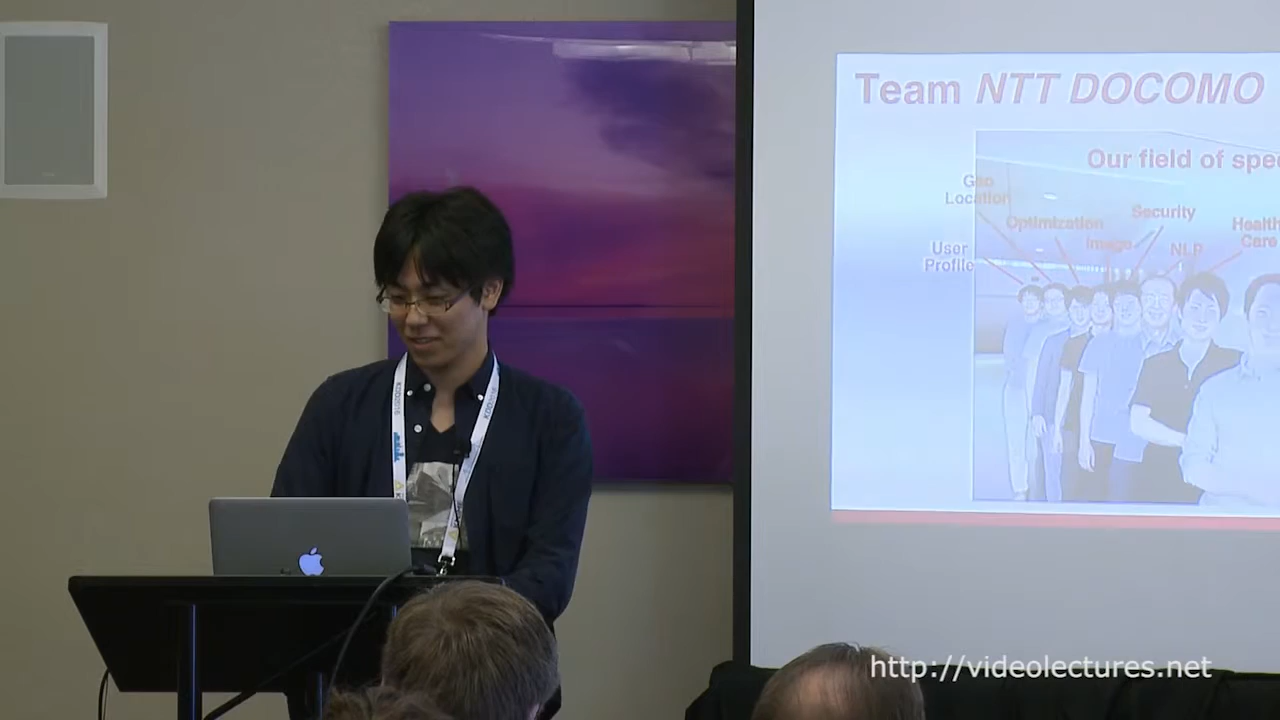 Team NTT DOCOMO
Our field of spe
Geo
Location
Optimization
Security
Image
NLP
Health
Care
User
Profile
KDD2016
http://videolectures.net